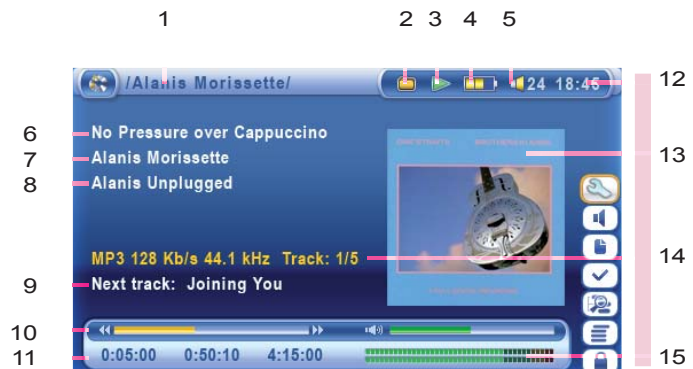 1 2 3 4 5
/Alanis Morissette/ 24 18:45 12
6 No Pressure over Cappuccino
7 Alanis Morissette 13
8 Alanis Unplugged
MP3 128 Kb/s 44.1 kHz Track: 1/5 14
9 Next track: Joining You
10
11 0:05:00 0:50:10 4:15:00 15